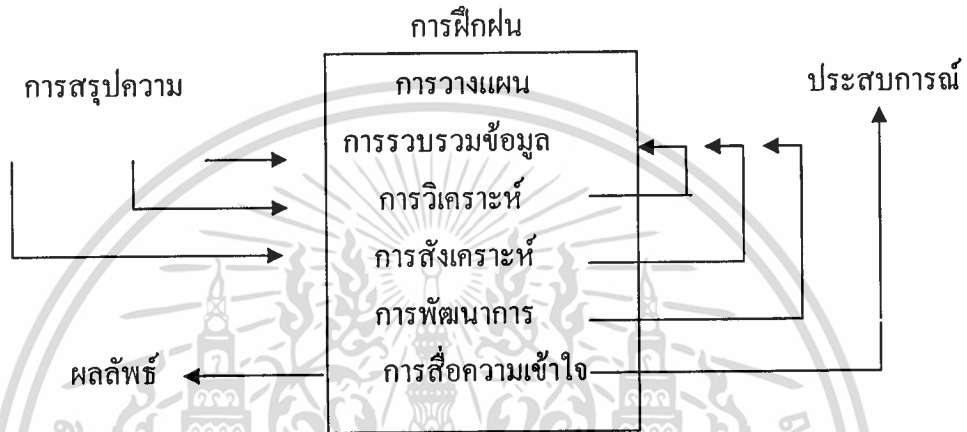 การฝึกฝน
การสรุปความ
การวางแผน
ประสบการณ์
การรวบรวมข้อมูล
การวิเคราะห์
การสังเคราะห์
การพัฒนาการ
ผลลัพธ์
การสื่อความเข้าใจ